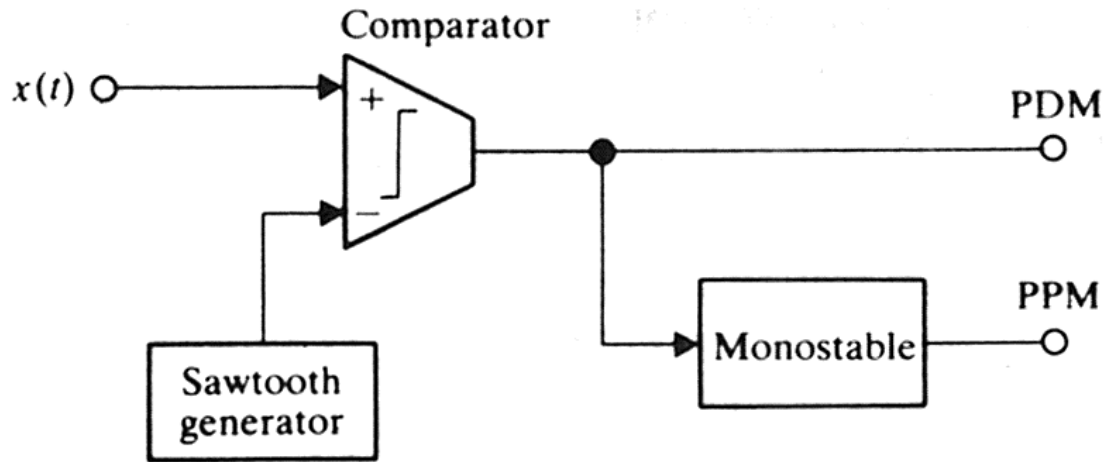 Comparator
x(t)
+
−
PDM
PPM
Monostable
Sawtooth
generator